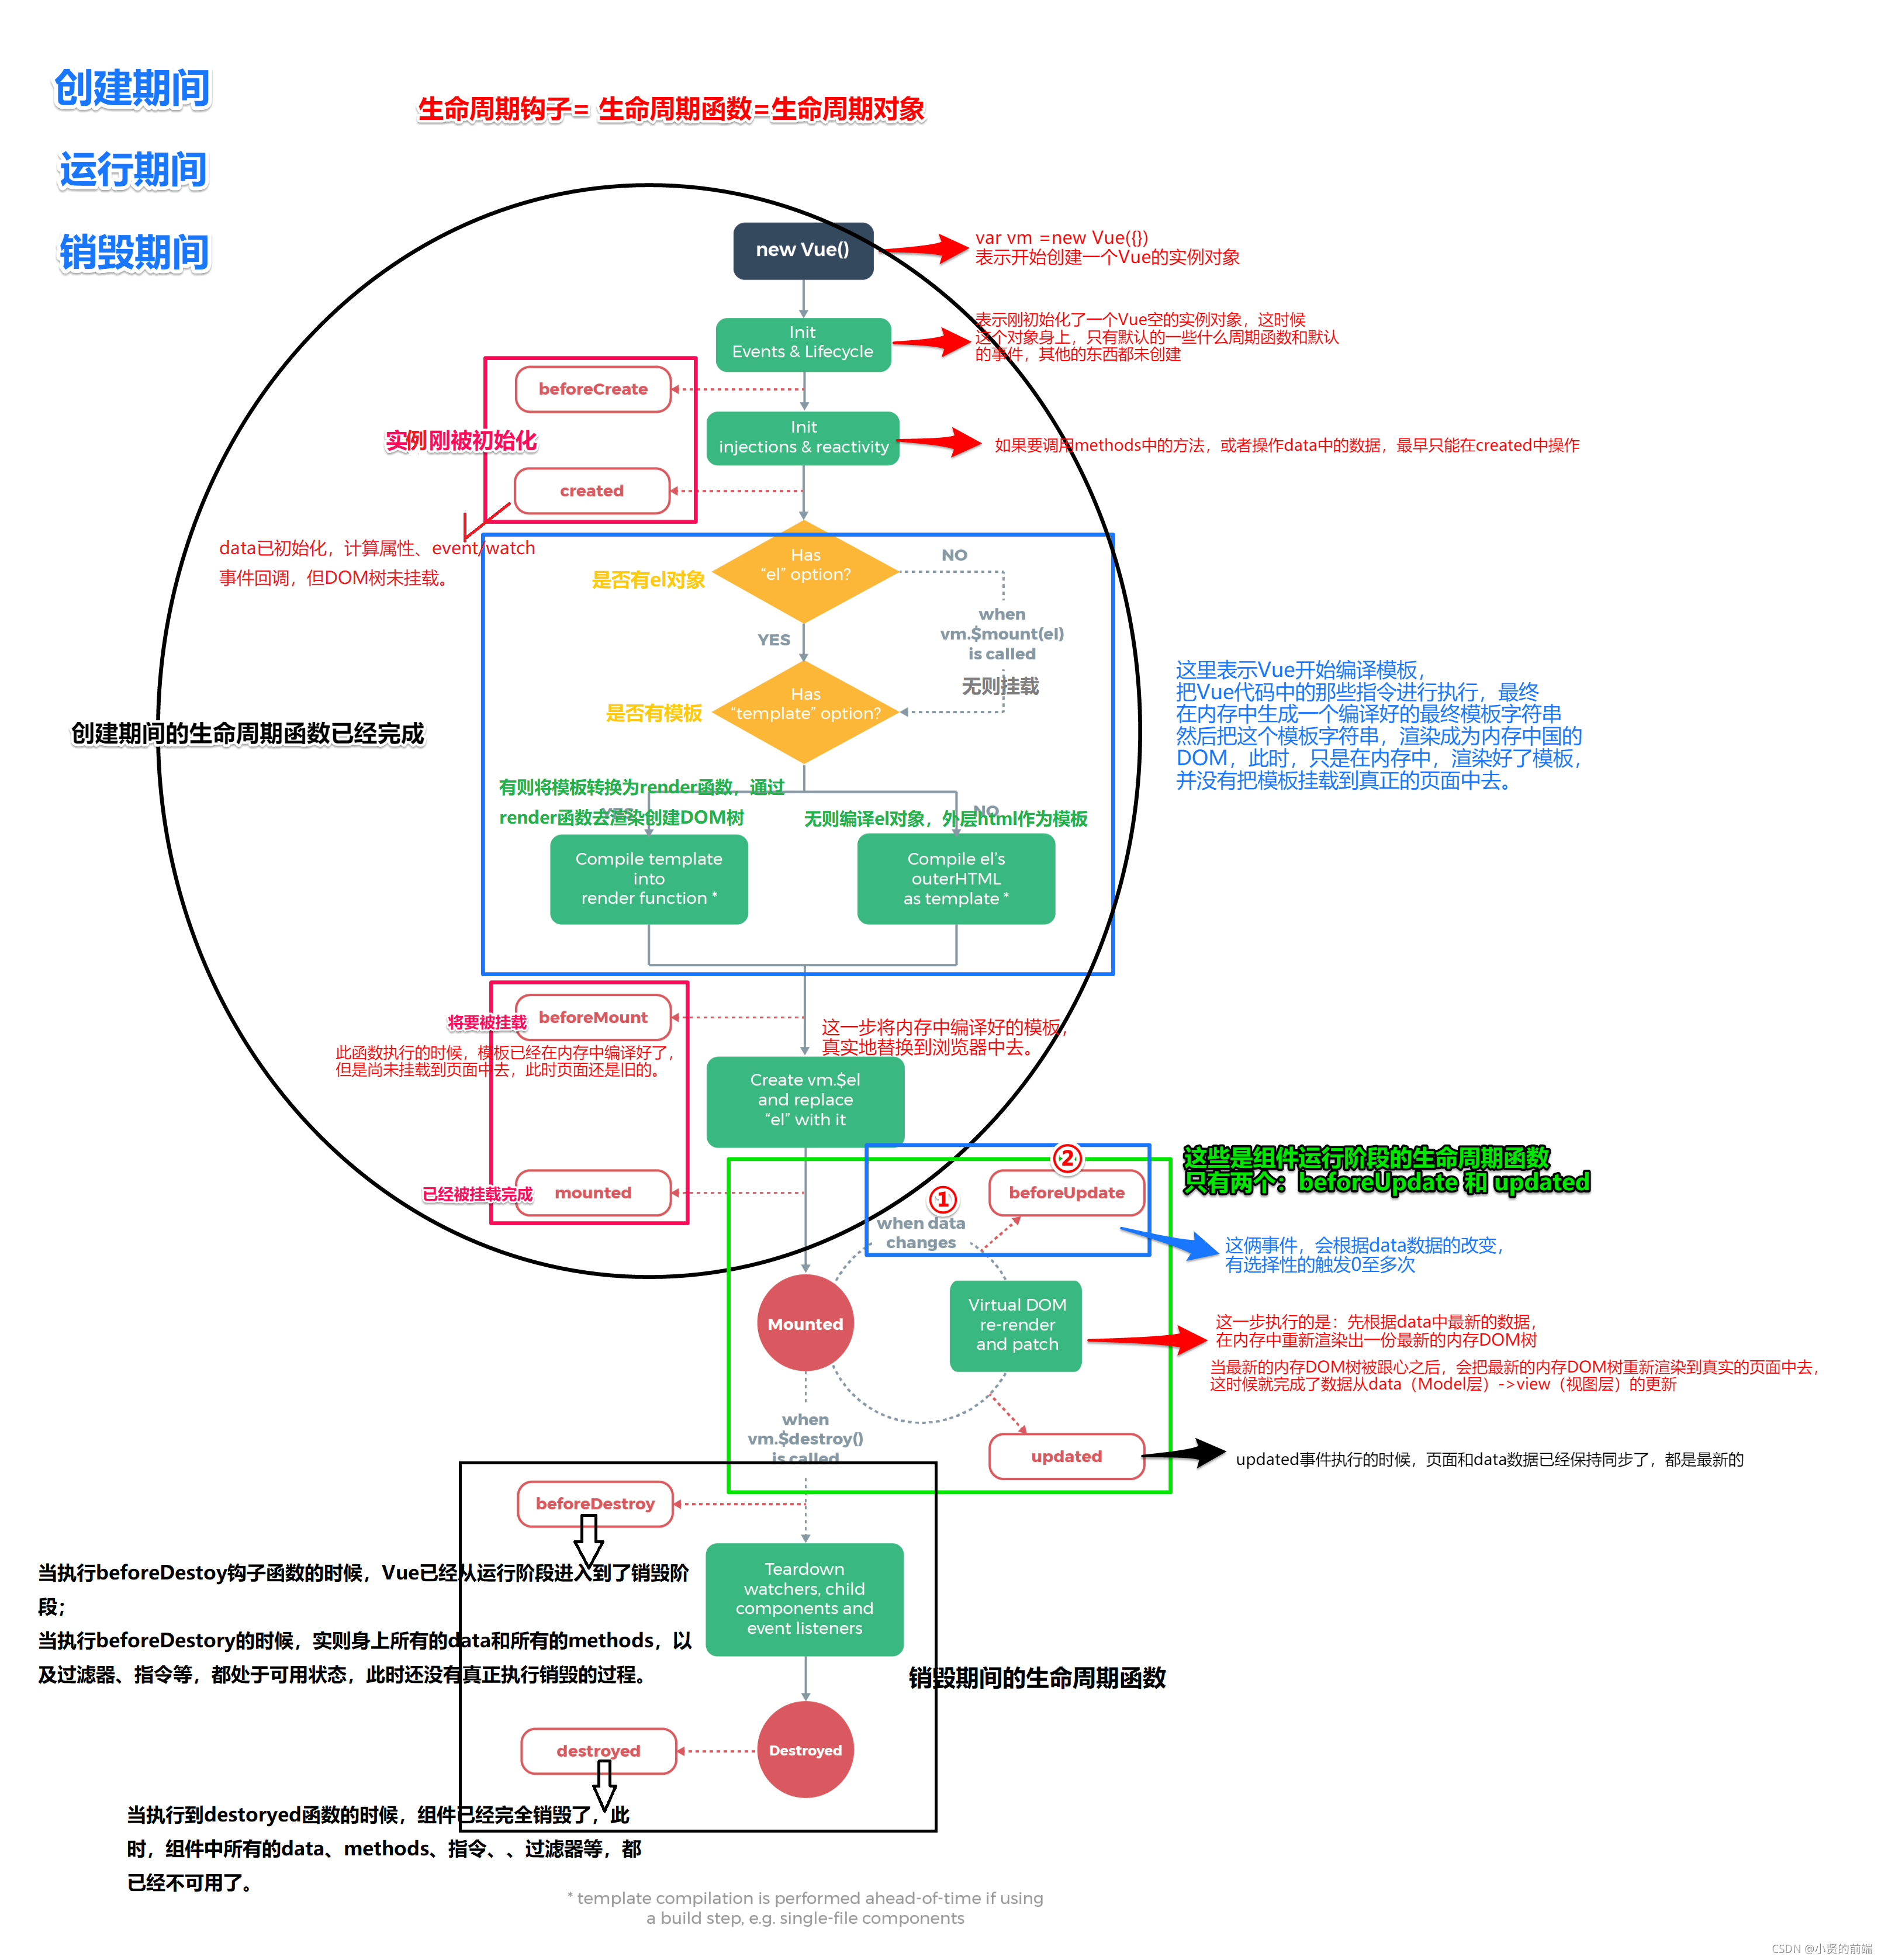 创建期间
生命周期钩子= 生命周期函数=生命周期对象
运行期间
销毁期间
new Vue()
var vm =new Vue({})
表示开始创建一个Vue的实例对象
Init
Events & Lifecycle
表示刚初始化了一个Vue空的实例对象，这时候
这个对象身上，只有默认的一些什么周期函数和默认
的事件，其他的东西都未创建
beforeCreate
实例刚被初始化
Init
injections & reactivity
如果要调用methods中的方法，或者操作data中的数据，最早只能在created中操作
created
data已初始化，计算属性、event/watch
事件回调，但DOM树未挂载。
Has
“el” option?
是否有el对象
NO
when
vm.$mount(el)
is called
YES
无则挂载
Has
“template” option?
是否有模板
这里表示Vue开始编译模板，
把Vue代码中的那些指令进行执行，最终
在内存中生成一个编译好的最终模板字符串
然后把这个模板字符串，渲染成为内存中国的
DOM，此时，只是在内存中，渲染好了模板，
并没有把模板挂载到真正的页面中去。
创建期间的生命周期函数已经完成
有则将模板转换为render函数，通过
render函数去渲染创建DOM树
YES
NO
无则编译el对象，外层html作为模板
Compile template
into
render function *
Compile el’s
outerHTML
as template *
beforeMount
将要被挂载
此函数执行的时候，模板已经在内存中编译好了，
但是尚未挂载到页面中去，此时页面还是旧的。
这一步将内存中编译好的模板，
真实地替换到浏览器中去。
Create vm.$el
and replace
“el” with it
mounted
已经被挂载完成
②
beforeUpdate
①
when data
changes
这些是组件运行阶段的生命周期函数
只有两个：beforeUpdate 和 updated
这俩事件，会根据data数据的改变，
有选择性的触发0至多次
Mounted
Virtual DOM
re-render
and patch
这一步执行的是：先根据data中最新的数据，
在内存中重新渲染出一份最新的内存DOM树
当最新的内存DOM树被跟心之后，会把最新的内存DOM树重新渲染到真实的页面中去，
这时候就完成了数据从data（Model层）->view（视图层）的更新
when
vm.$destroy()
is called
updated
updated事件执行的时候，页面和data数据已经保持同步了，都是最新的
beforeDestroy
当执行beforeDestoy钩子函数的时候，Vue已经从运行阶段进入到了销毁阶
段；
当执行beforeDestory的时候，实则身上所有的data和所有的methods，以
及过滤器、指令等，都处于可用状态，此时还没有真正执行销毁的过程。
Teardown
watchers, child
components and
event listeners
销毁期间的生命周期函数
destroyed
Destroyed
当执行到destoryed函数的时候，组件已经完全销毁了，此
时，组件中所有的data、methods、指令、、过滤器等，都
已经不可用了。
* template compilation is performed ahead-of-time if using
a build step, e.g. single-file components
CSDN @小贤的前端